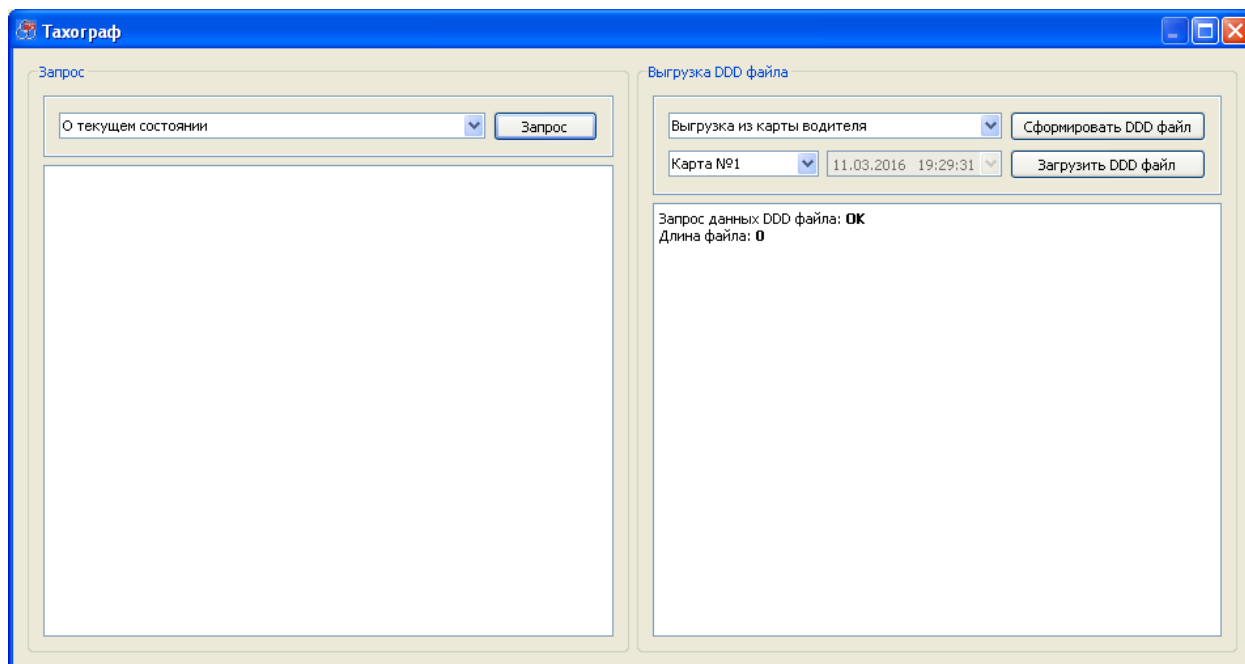 Тахограф
Запрос
О текущем состоянии
Запрос
Выгрузка DDD файла
Выгрузка из карты водителя
Сформировать DDD файл
Карта №1
11.03.2016 19:29:31
Загрузить DDD файл
Запрос данных DDD файла: OK
Длина файла: 0